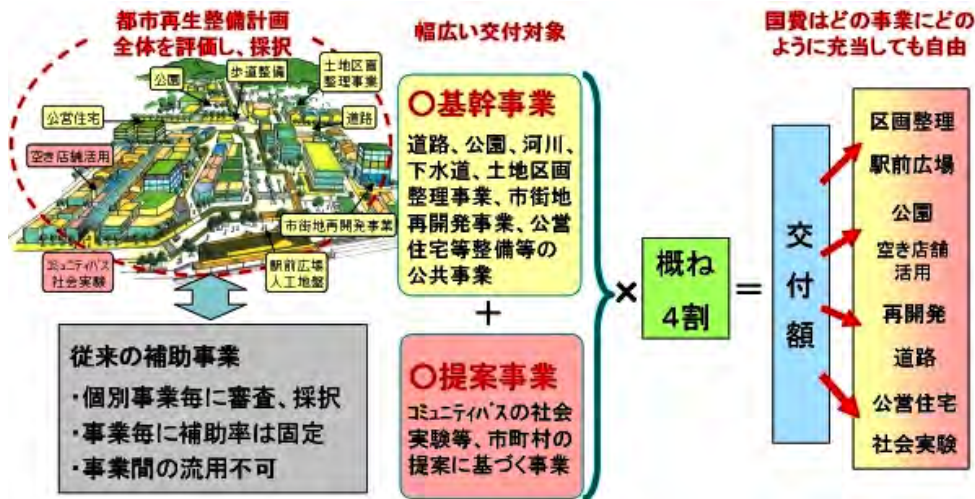 都市再生整備計画
全体を評価し、採択
公園
歩道整備
土地区画
整理事業
公営住宅
道路
空き店舗活用
市街地再開発事業
コミュニティバス
社会実験
駅前広場
人工地盤
従来の補助事業
・個別事業毎に審査、採択
・事業毎に補助率は固定
・事業間の流用不可
幅広い交付対象
○基幹事業
道路、公園、河川、
下水道、土地区画
整理事業、市街地
再開発事業、公営
住宅等整備等の
公共事業
+
○提案事業
コミュニティバスの社会
実験等、市町村の
提案に基づく事業
×
概ね
4割
=
交付額
国費はどの事業にどの
ように充当しても自由
区画整理
駅前広場
公園
空き店舗
活用
再開発
道路
公営住宅
社会実験